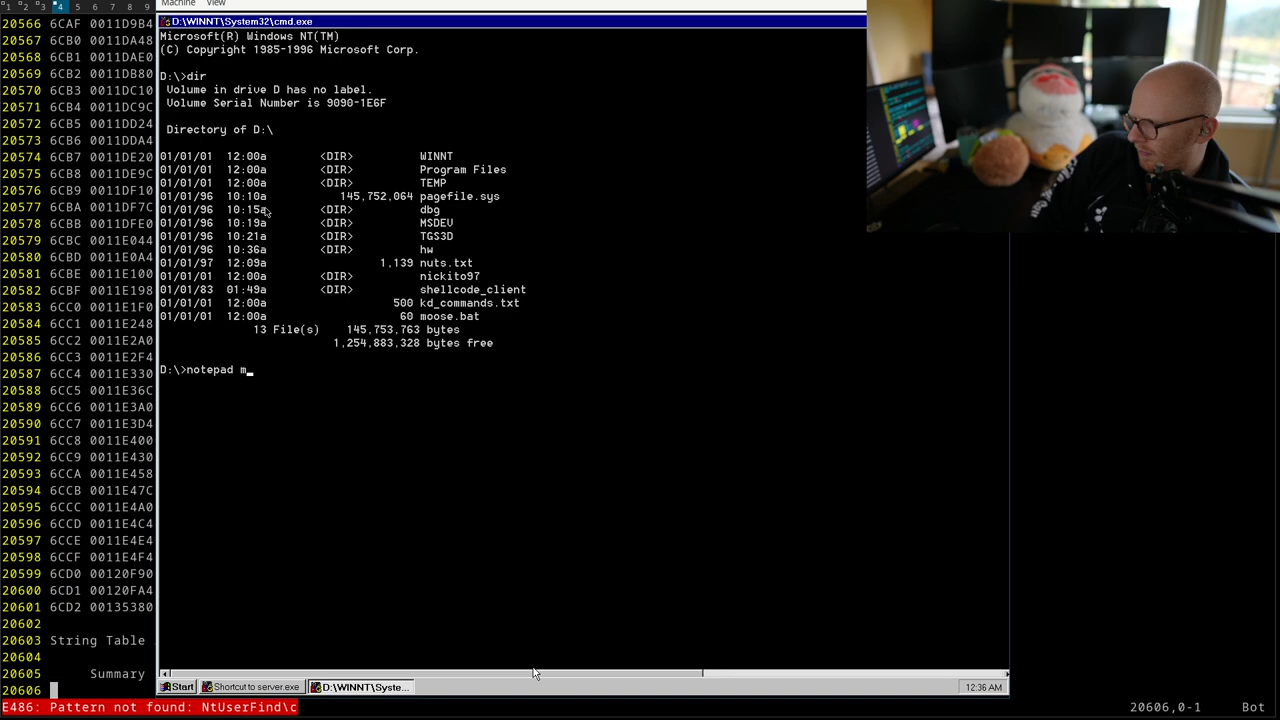 1 2 3 4 5 6 7 8 9
Machine View
D:\WINNT\System32\cmd.exe
Microsoft(R) Windows NT(TM)
(C) Copyright 1985-1996 Microsoft Corp.
D:\>dir
Volume in drive D has no label.
Volume Serial Number is 9090-1E6F
Directory of D:\
01/01/01 12:00a <DIR> WINNT
01/01/01 12:00a <DIR> Program Files
01/01/01 12:00a <DIR> TEMP
01/01/96 10:10a 145,752,064 pagefile.sys
01/01/96 10:15a <DIR> dbg
01/01/96 10:19a <DIR> MSDEV
01/01/96 10:21a <DIR> TGS3D
01/01/96 10:36a <DIR> hw
01/01/97 12:09a 1,139 nuts.txt
01/01/01 12:00a <DIR> nickito97
01/01/83 01:49a <DIR> shellcode_client
01/01/01 12:00a 500 kd_commands.txt
01/01/01 12:00a 60 moose.bat
13 File(s) 145,753,763 bytes
1,254,883,328 bytes free
D:\>notepad m_
Start Shortcut to server.exe D:\WINNT\Syste... 12:36 AM
20566 6CAF 0011D9B4
20567 6CB0 0011DA48
20568 6CB1 0011DAE0
20569 6CB2 0011DB80
20570 6CB3 0011DC10
20571 6CB4 0011DC9C
20572 6CB5 0011DD24
20573 6CB6 0011DDA4
20574 6CB7 0011DE20
20575 6CB8 0011DE9C
20576 6CB9 0011DF10
20577 6CBA 0011DF7C
20578 6CBB 0011DFE0
20579 6CBC 0011E044
20580 6CBD 0011E0A4
20581 6CBE 0011E100
20582 6CBF 0011E198
20583 6CC0 0011E1F0
20584 6CC1 0011E248
20585 6CC2 0011E2A0
20586 6CC3 0011E2F4
20587 6CC4 0011E330
20588 6CC5 0011E36C
20589 6CC6 0011E3A0
20590 6CC7 0011E3D4
20591 6CC8 0011E400
20592 6CC9 0011E430
20593 6CCA 0011E458
20594 6CCB 0011E47C
20595 6CCC 0011E4A0
20596 6CCD 0011E4C4
20597 6CCE 0011E4E4
20598 6CCF 0011E4F4
20599 6CD0 00120F90
20600 6CD1 00120FA4
20601 6CD2 00135380
20602
20603 String Table
20604
20605 Summary
20606
E486: Pattern not found: NtUserFind\c 20606,0-1 Bot